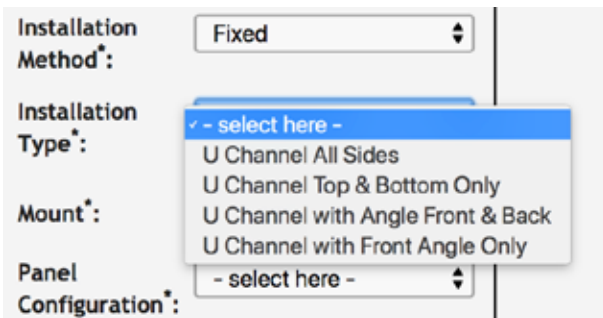 Installation
Method*:
Fixed
Installation
Type*:
✓ - select here -
U Channel All Sides
U Channel Top & Bottom Only
U Channel with Angle Front & Back
U Channel with Front Angle Only
Mount*:
Panel
Configuration*:
- select here -